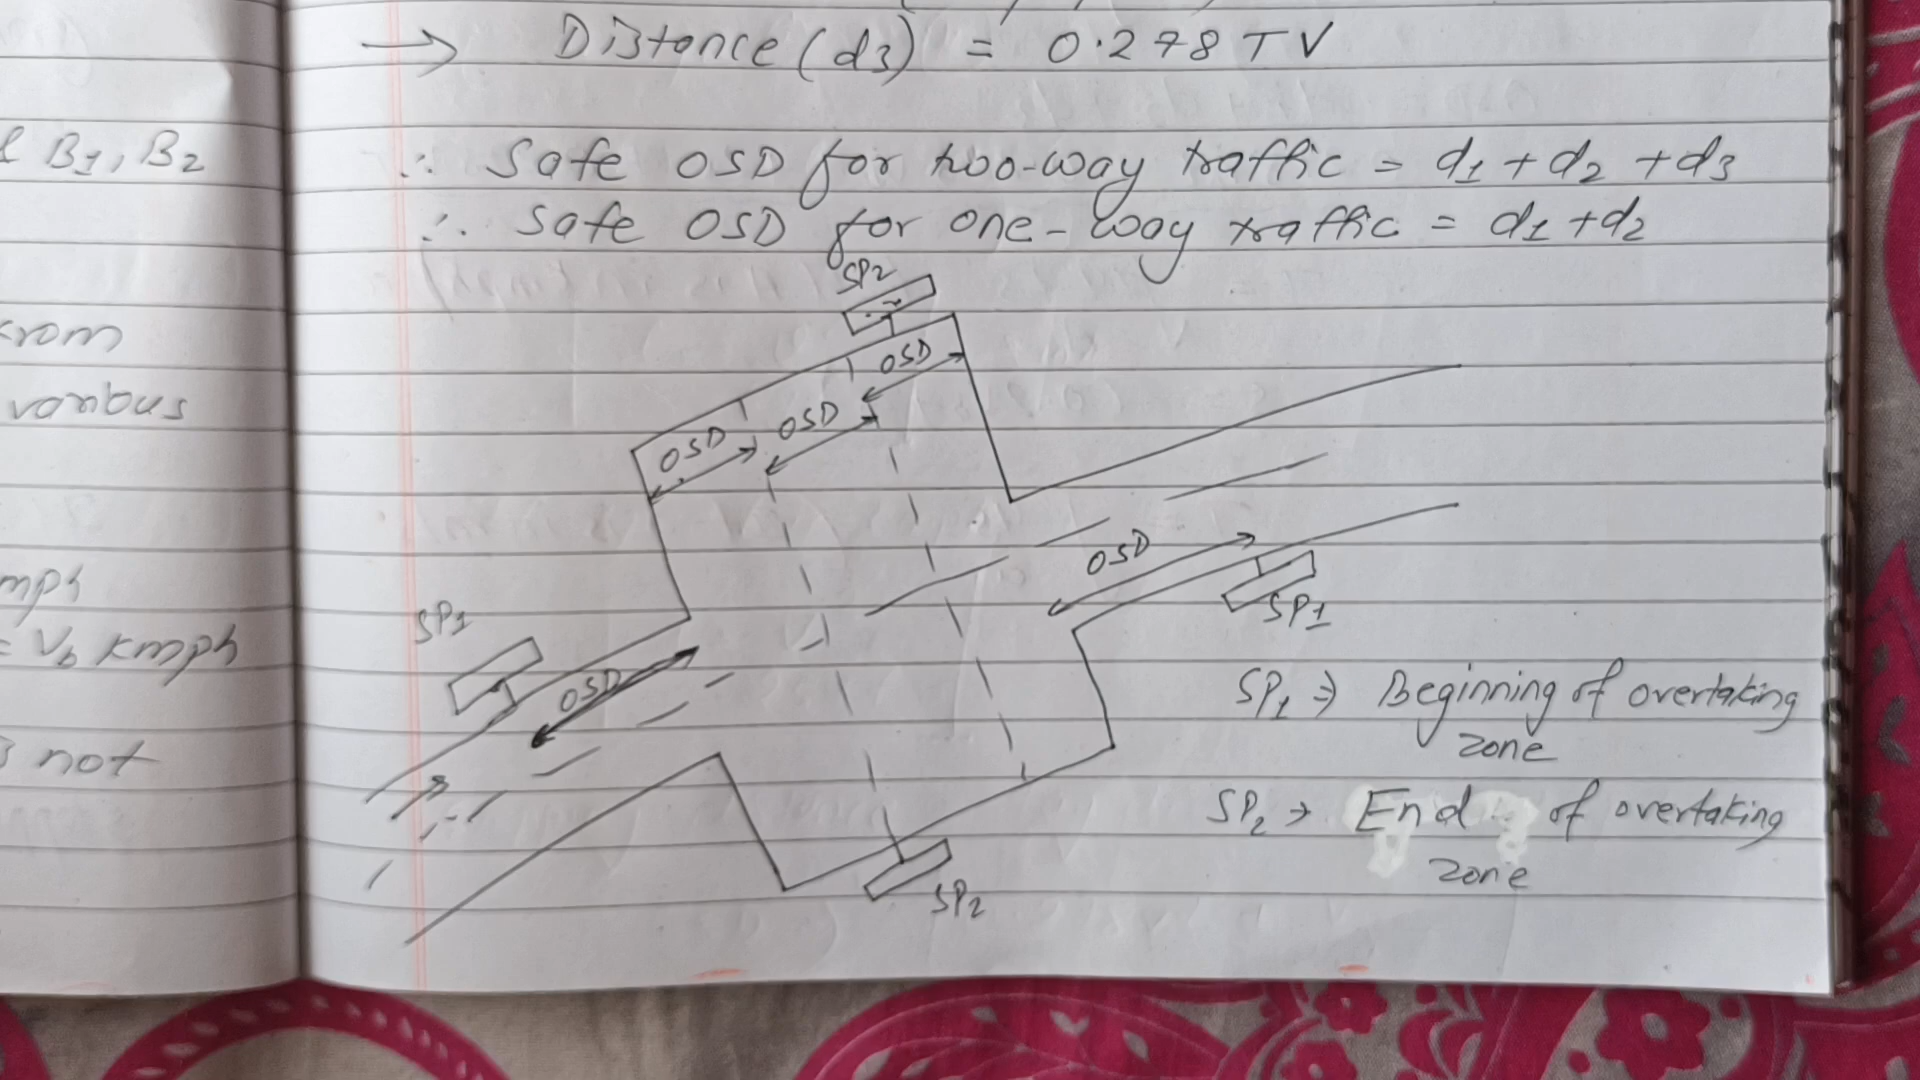 & B1, B2
various
mph
= Vb kmph
not
→ Distance (d3) = 0.278 TV
∴ Safe OSD for two-way traffic = d1 + d2 + d3
∴ Safe OSD for one-way traffic = d1 + d2
SP2
OSD
OSD
OSD
OSD
SP1
SP1
OSD
SP1 ⇒ Beginning of overtaking
zone
SP2 → End of overtaking
zone
SP2